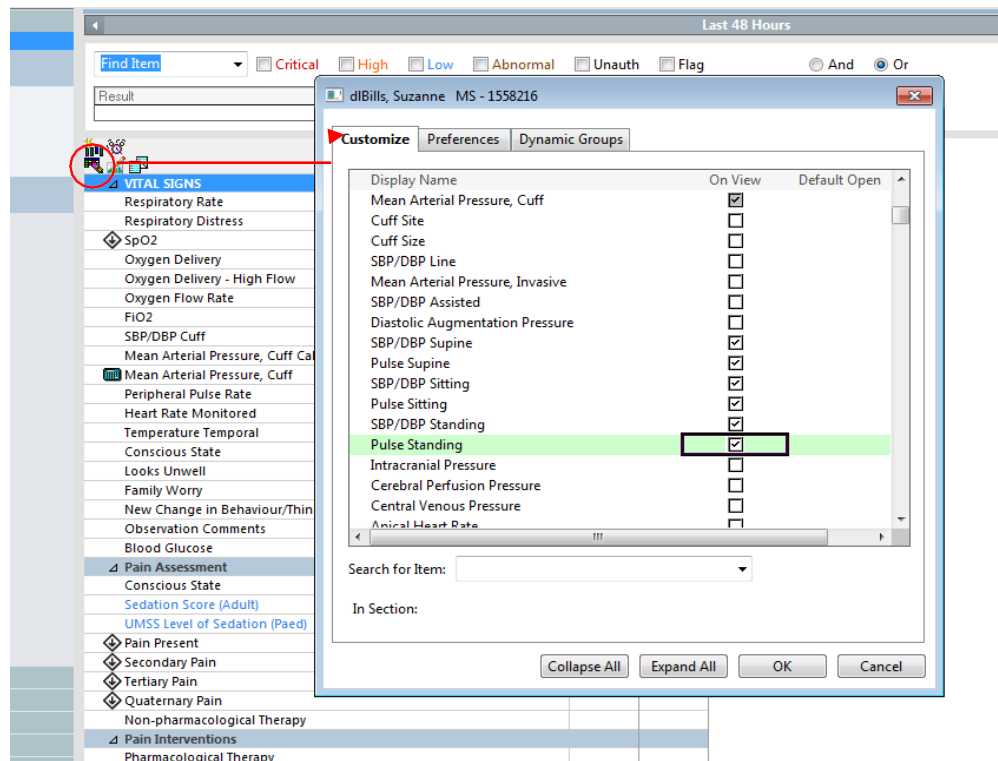 Last 48 Hours
Find Item Critical High Low Abnormal Unauth Flag And Or
Result
dlBills, Suzanne MS - 1558216
Customize Preferences Dynamic Groups
Display Name On View Default Open
Mean Arterial Pressure, Cuff
Cuff Site
Cuff Size
SBP/DBP Line
Mean Arterial Pressure, Invasive
SBP/DBP Assisted
Diastolic Augmentation Pressure
SBP/DBP Supine
Pulse Supine
SBP/DBP Sitting
Pulse Sitting
SBP/DBP Standing
Pulse Standing
Intracranial Pressure
Cerebral Perfusion Pressure
Central Venous Pressure
Apical Heart Rate
Search for Item:
In Section:
Collapse All Expand All OK Cancel
VITAL SIGNS
Respiratory Rate
Respiratory Distress
SpO2
Oxygen Delivery
Oxygen Delivery - High Flow
Oxygen Flow Rate
FiO2
SBP/DBP Cuff
Mean Arterial Pressure, Cuff Cal
Mean Arterial Pressure, Cuff
Peripheral Pulse Rate
Heart Rate Monitored
Temperature Temporal
Conscious State
Looks Unwell
Family Worry
New Change in Behaviour/Thin
Observation Comments
Blood Glucose
Pain Assessment
Conscious State
Sedation Score (Adult)
UMSS Level of Sedation (Paed)
Pain Present
Secondary Pain
Tertiary Pain
Quaternary Pain
Non-pharmacological Therapy
Pain Interventions
Pharmacological Therapy